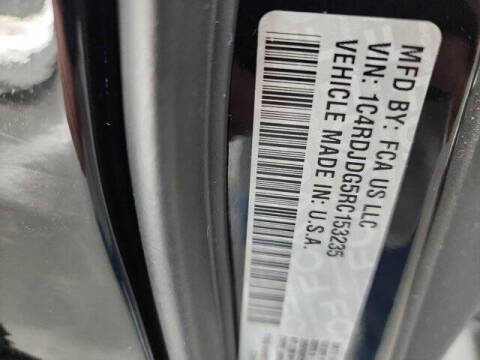 MFD BY: FCA US LLC
VIN: 1C4RDJDG5RC153235
VEHICLE MADE IN: U.S.A.